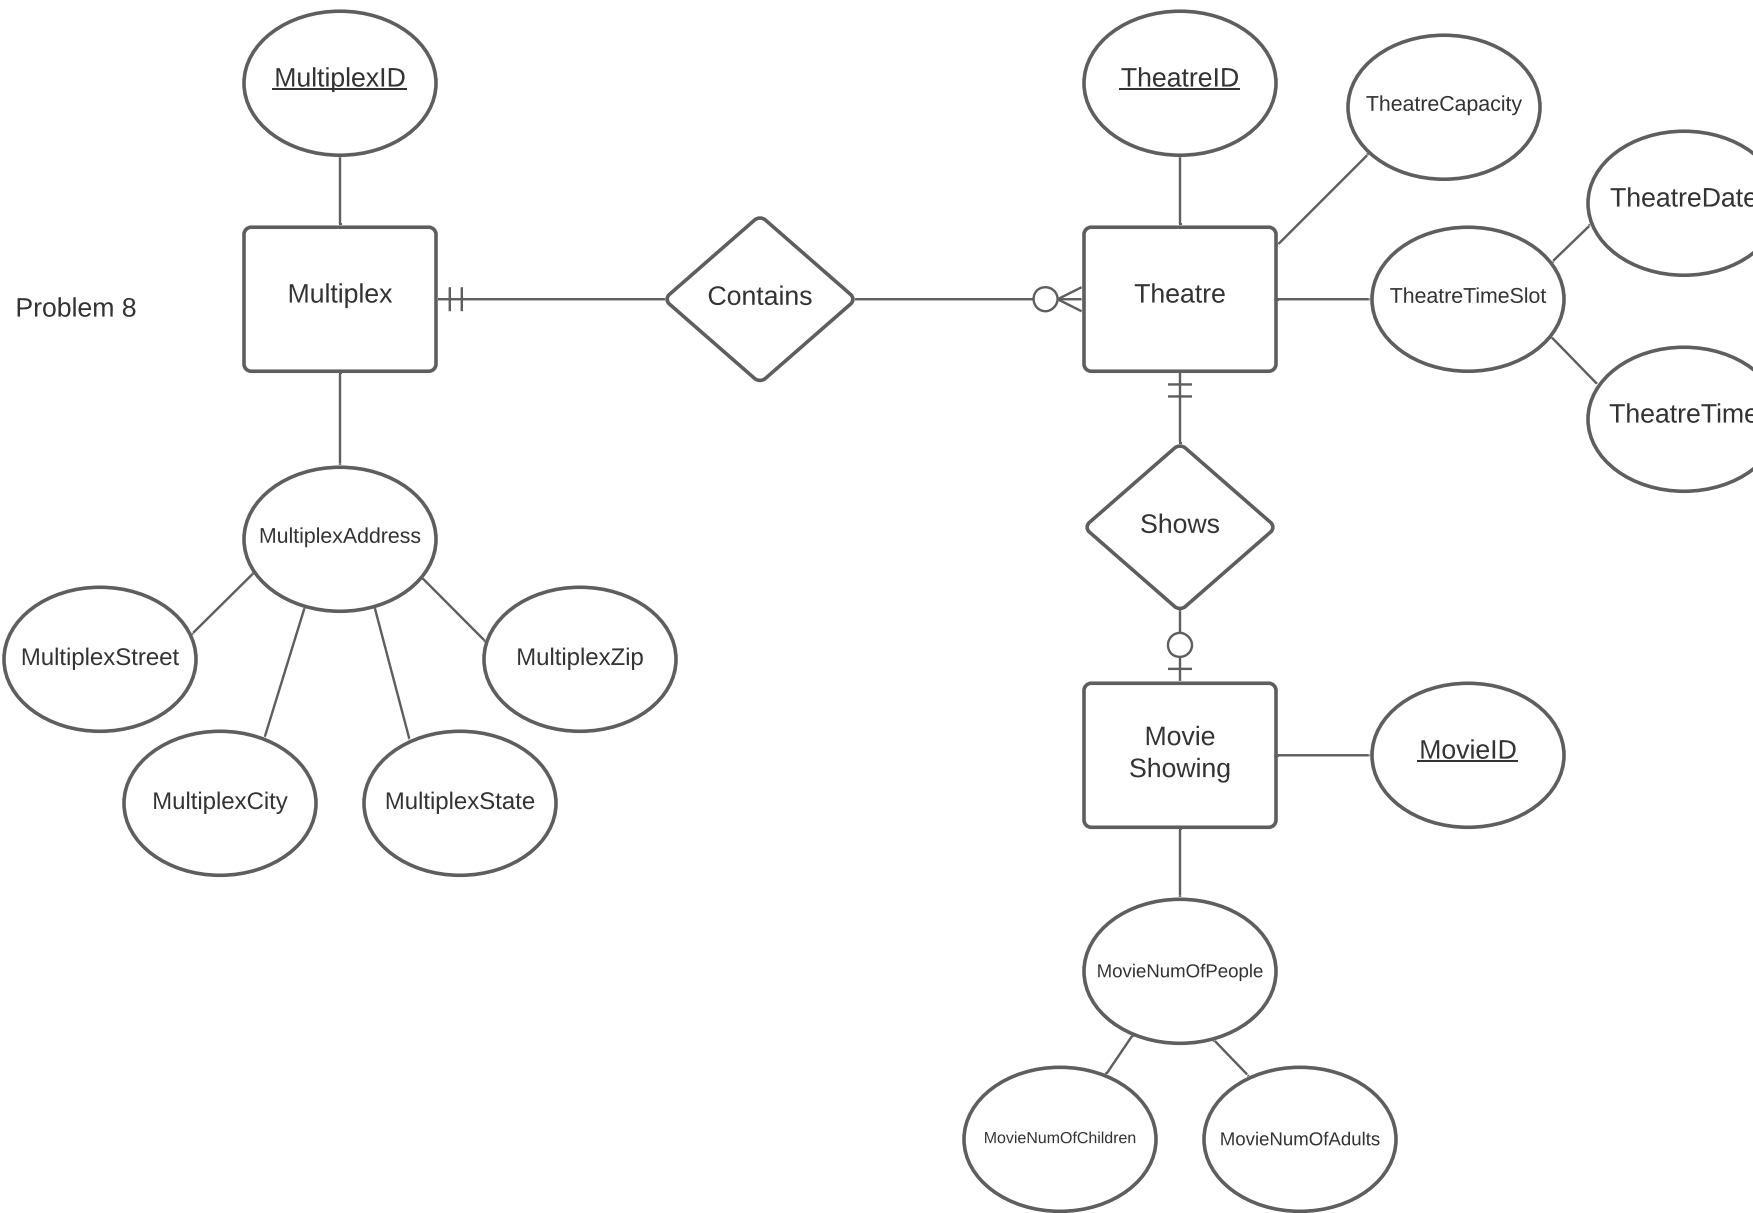 MultiplexID
TheatreID
TheatreCapacity
TheatreDate
Problem 8
Multiplex
Contains
Theatre
TheatreTimeSlot
TheatreTime
MultiplexAddress
Shows
MultiplexStreet
MultiplexZip
MultiplexCity
MultiplexState
Movie
Showing
MovieID
MovieNumOfPeople
MovieNumOfChildren
MovieNumOfAdults